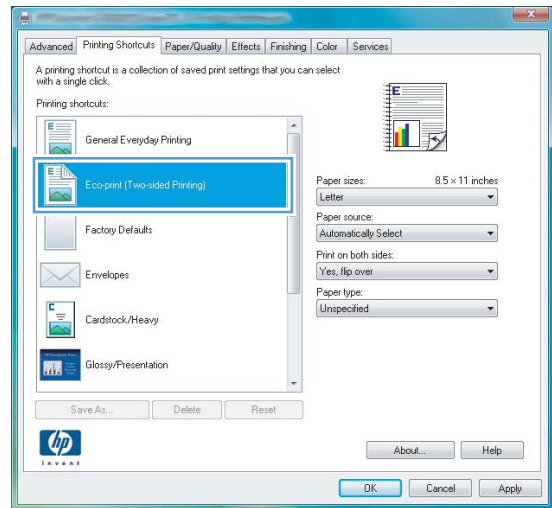 Advanced Printing Shortcuts Paper/Quality Effects Finishing Color Services
A printing shortcut is a collection of saved print settings that you can select
with a single click.
Printing shortcuts:
General Everyday Printing
Eco-print (Two-sided Printing)
Factory Defaults
Envelopes
Cardstock/Heavy
Glossy/Presentation
E
Paper sizes: 8.5 × 11 inches
Letter
Paper source:
Automatically Select
Print on both sides:
Yes, flip over
Paper type:
Unspecified
Save As... Delete Reset
hp
invent
About... Help
OK Cancel Apply